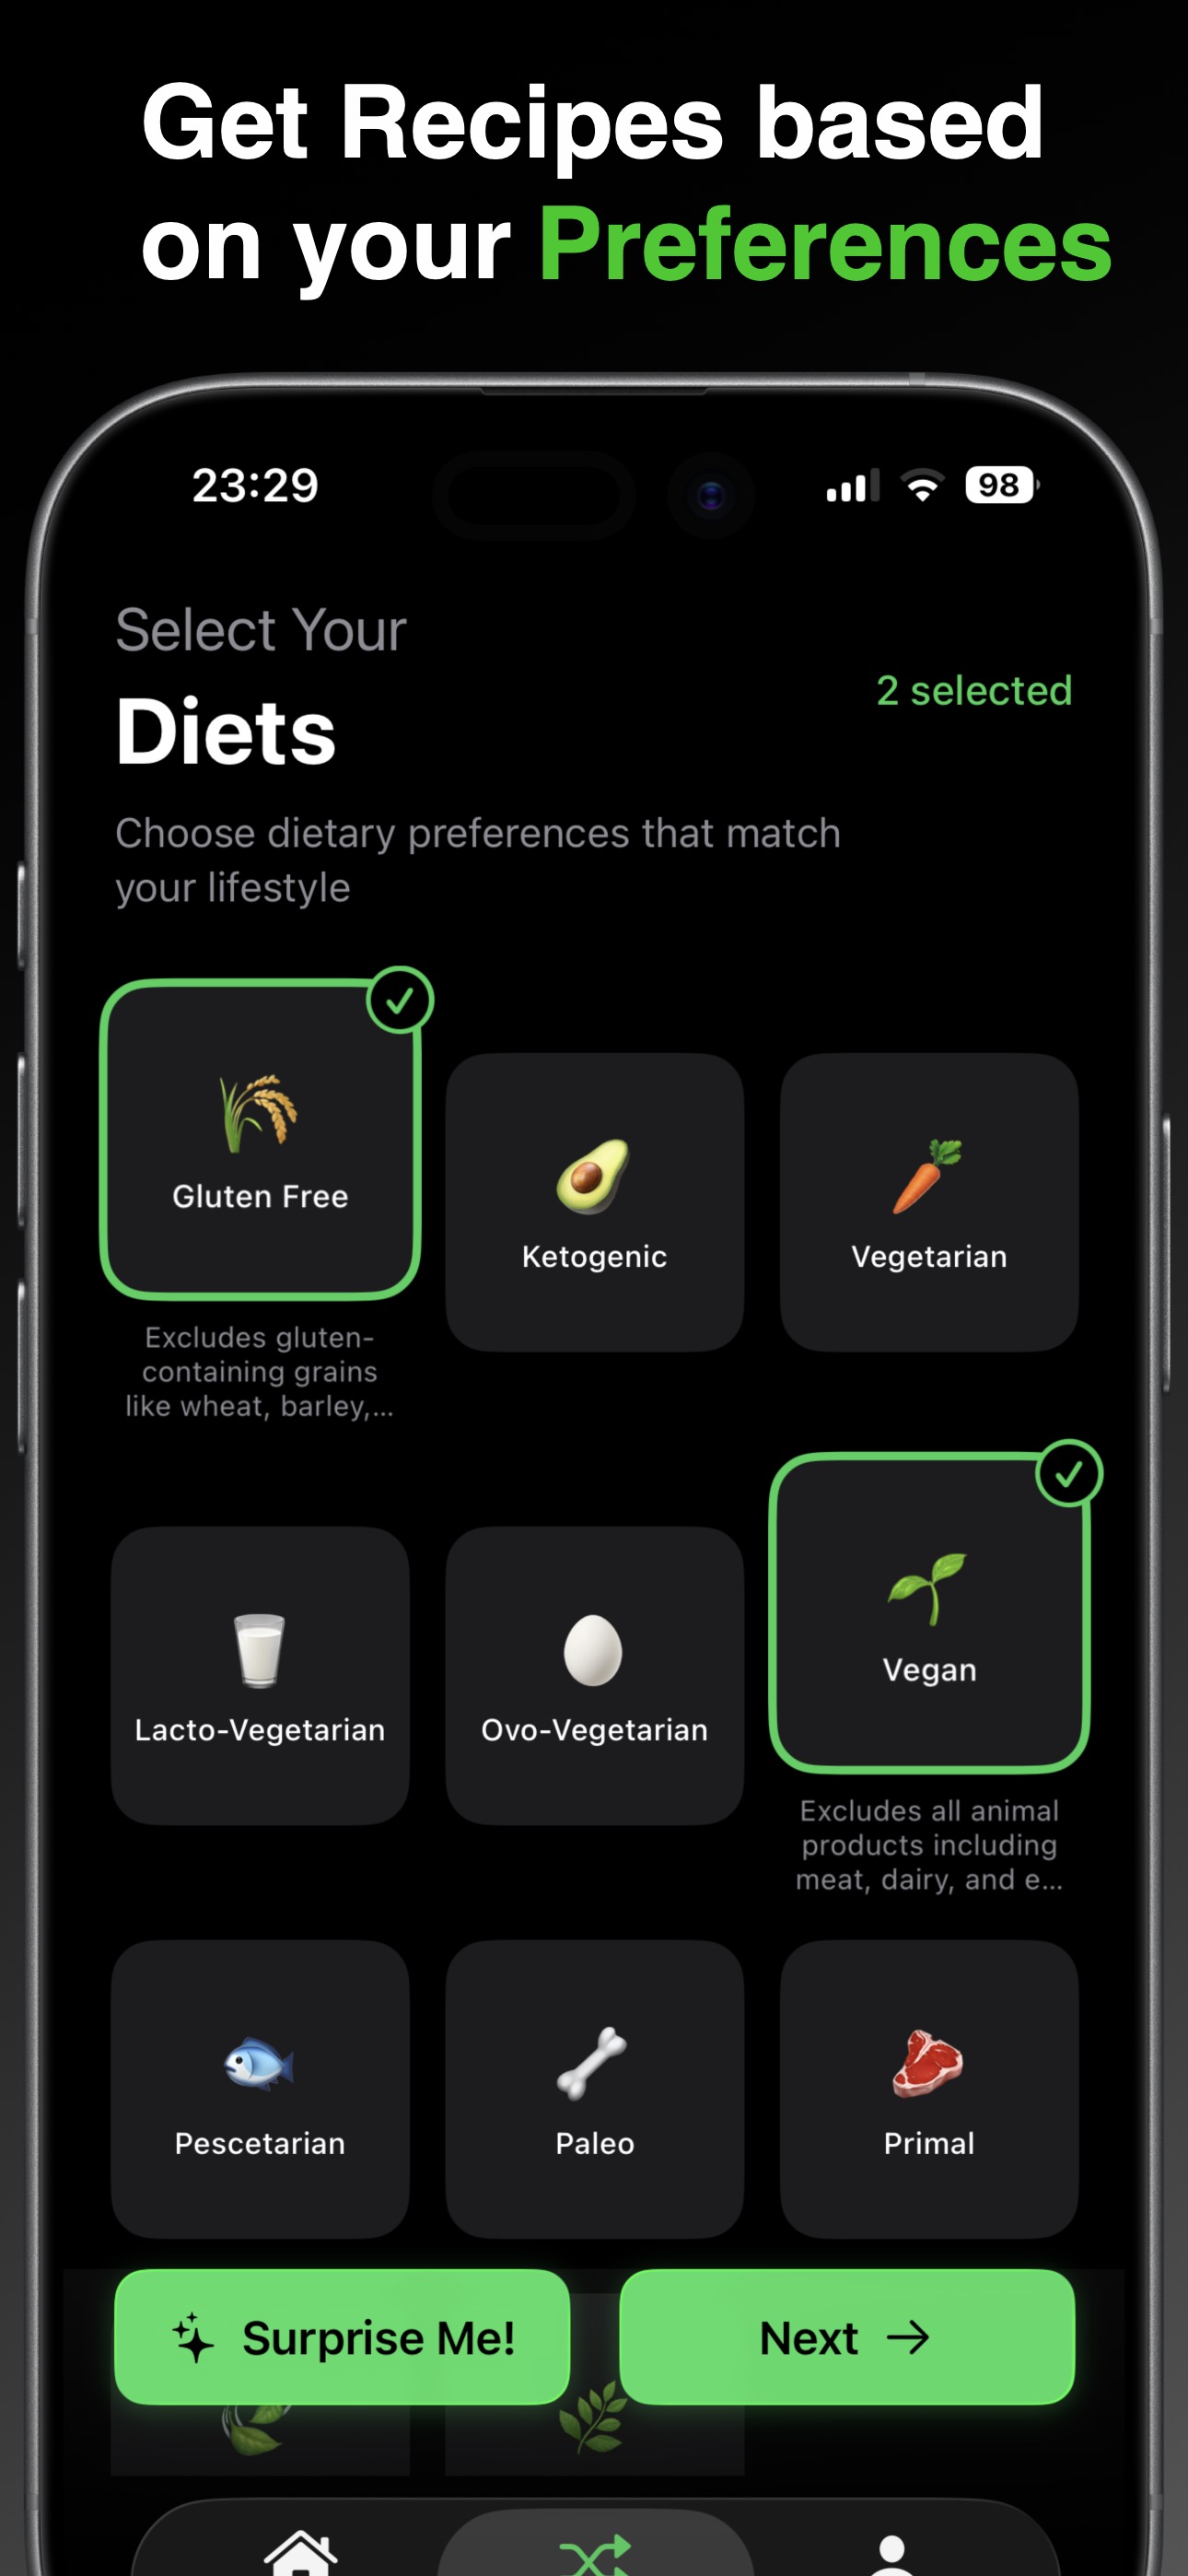 Get Recipes based
on your Preferences
23:29
98
Select Your
2 selected
Diets
Choose dietary preferences that match
your lifestyle
Gluten Free
Ketogenic
Vegetarian
Excludes gluten-
containing grains
like wheat, barley,...
Lacto-Vegetarian
Ovo-Vegetarian
Vegan
Excludes all animal
products including
meat, dairy, and e...
Pescetarian
Paleo
Primal
Surprise Me!
Next →